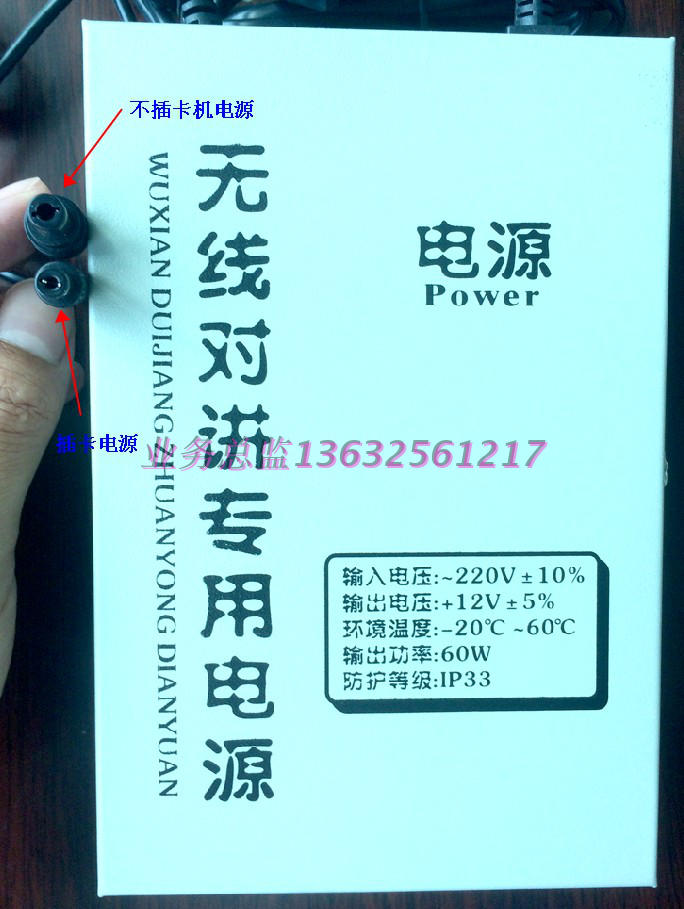 不插卡机电源
无线对讲专用电源
WUXIAN DUIJIANG ZHUANYONG DIANYUAN
电源
Power
插卡电源
业务总监13632561217
输入电压:~220V±10%
输出电压:+12V±5%
环境温度:-20℃ ~60℃
输出功率:60W
防护等级:IP33